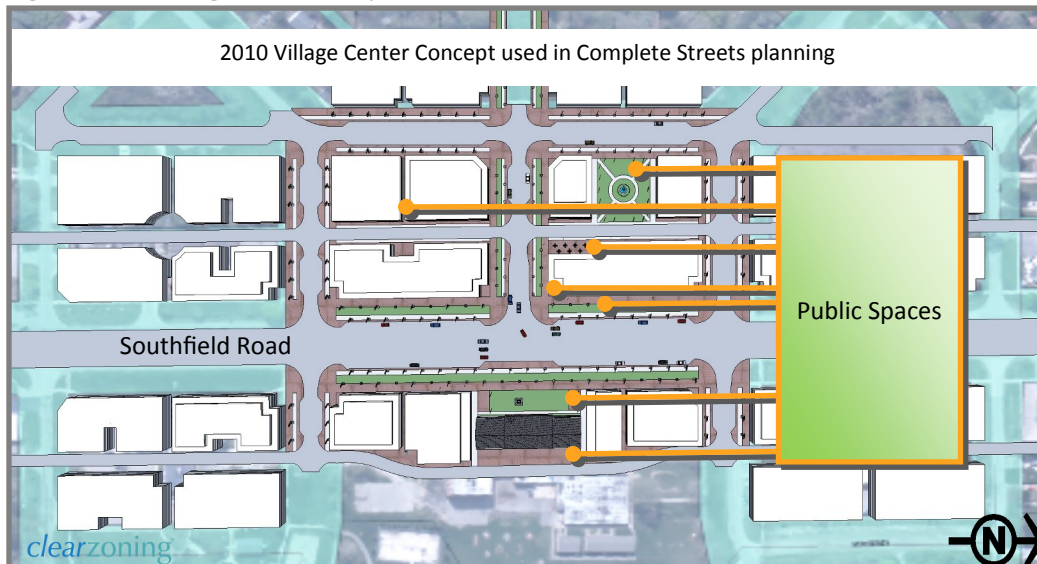 2010 Village Center Concept used in Complete Streets planning
Public Spaces
Southfield Road
clearzoning
N